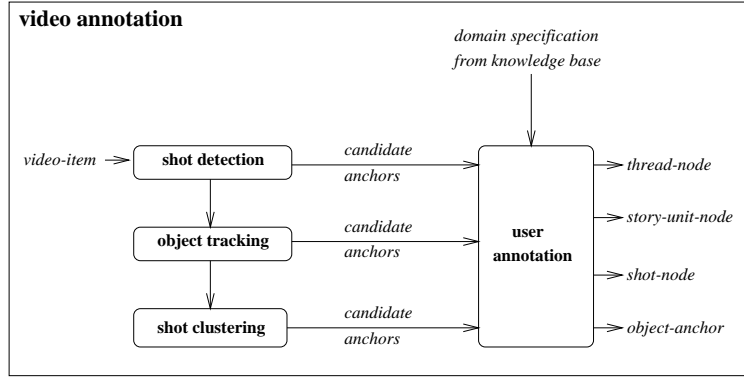 video annotation
domain specification
from knowledge base
video-item
shot detection
candidate
anchors
thread-node
object tracking
candidate
anchors
user
annotation
story-unit-node
shot-node
shot clustering
candidate
anchors
object-anchor